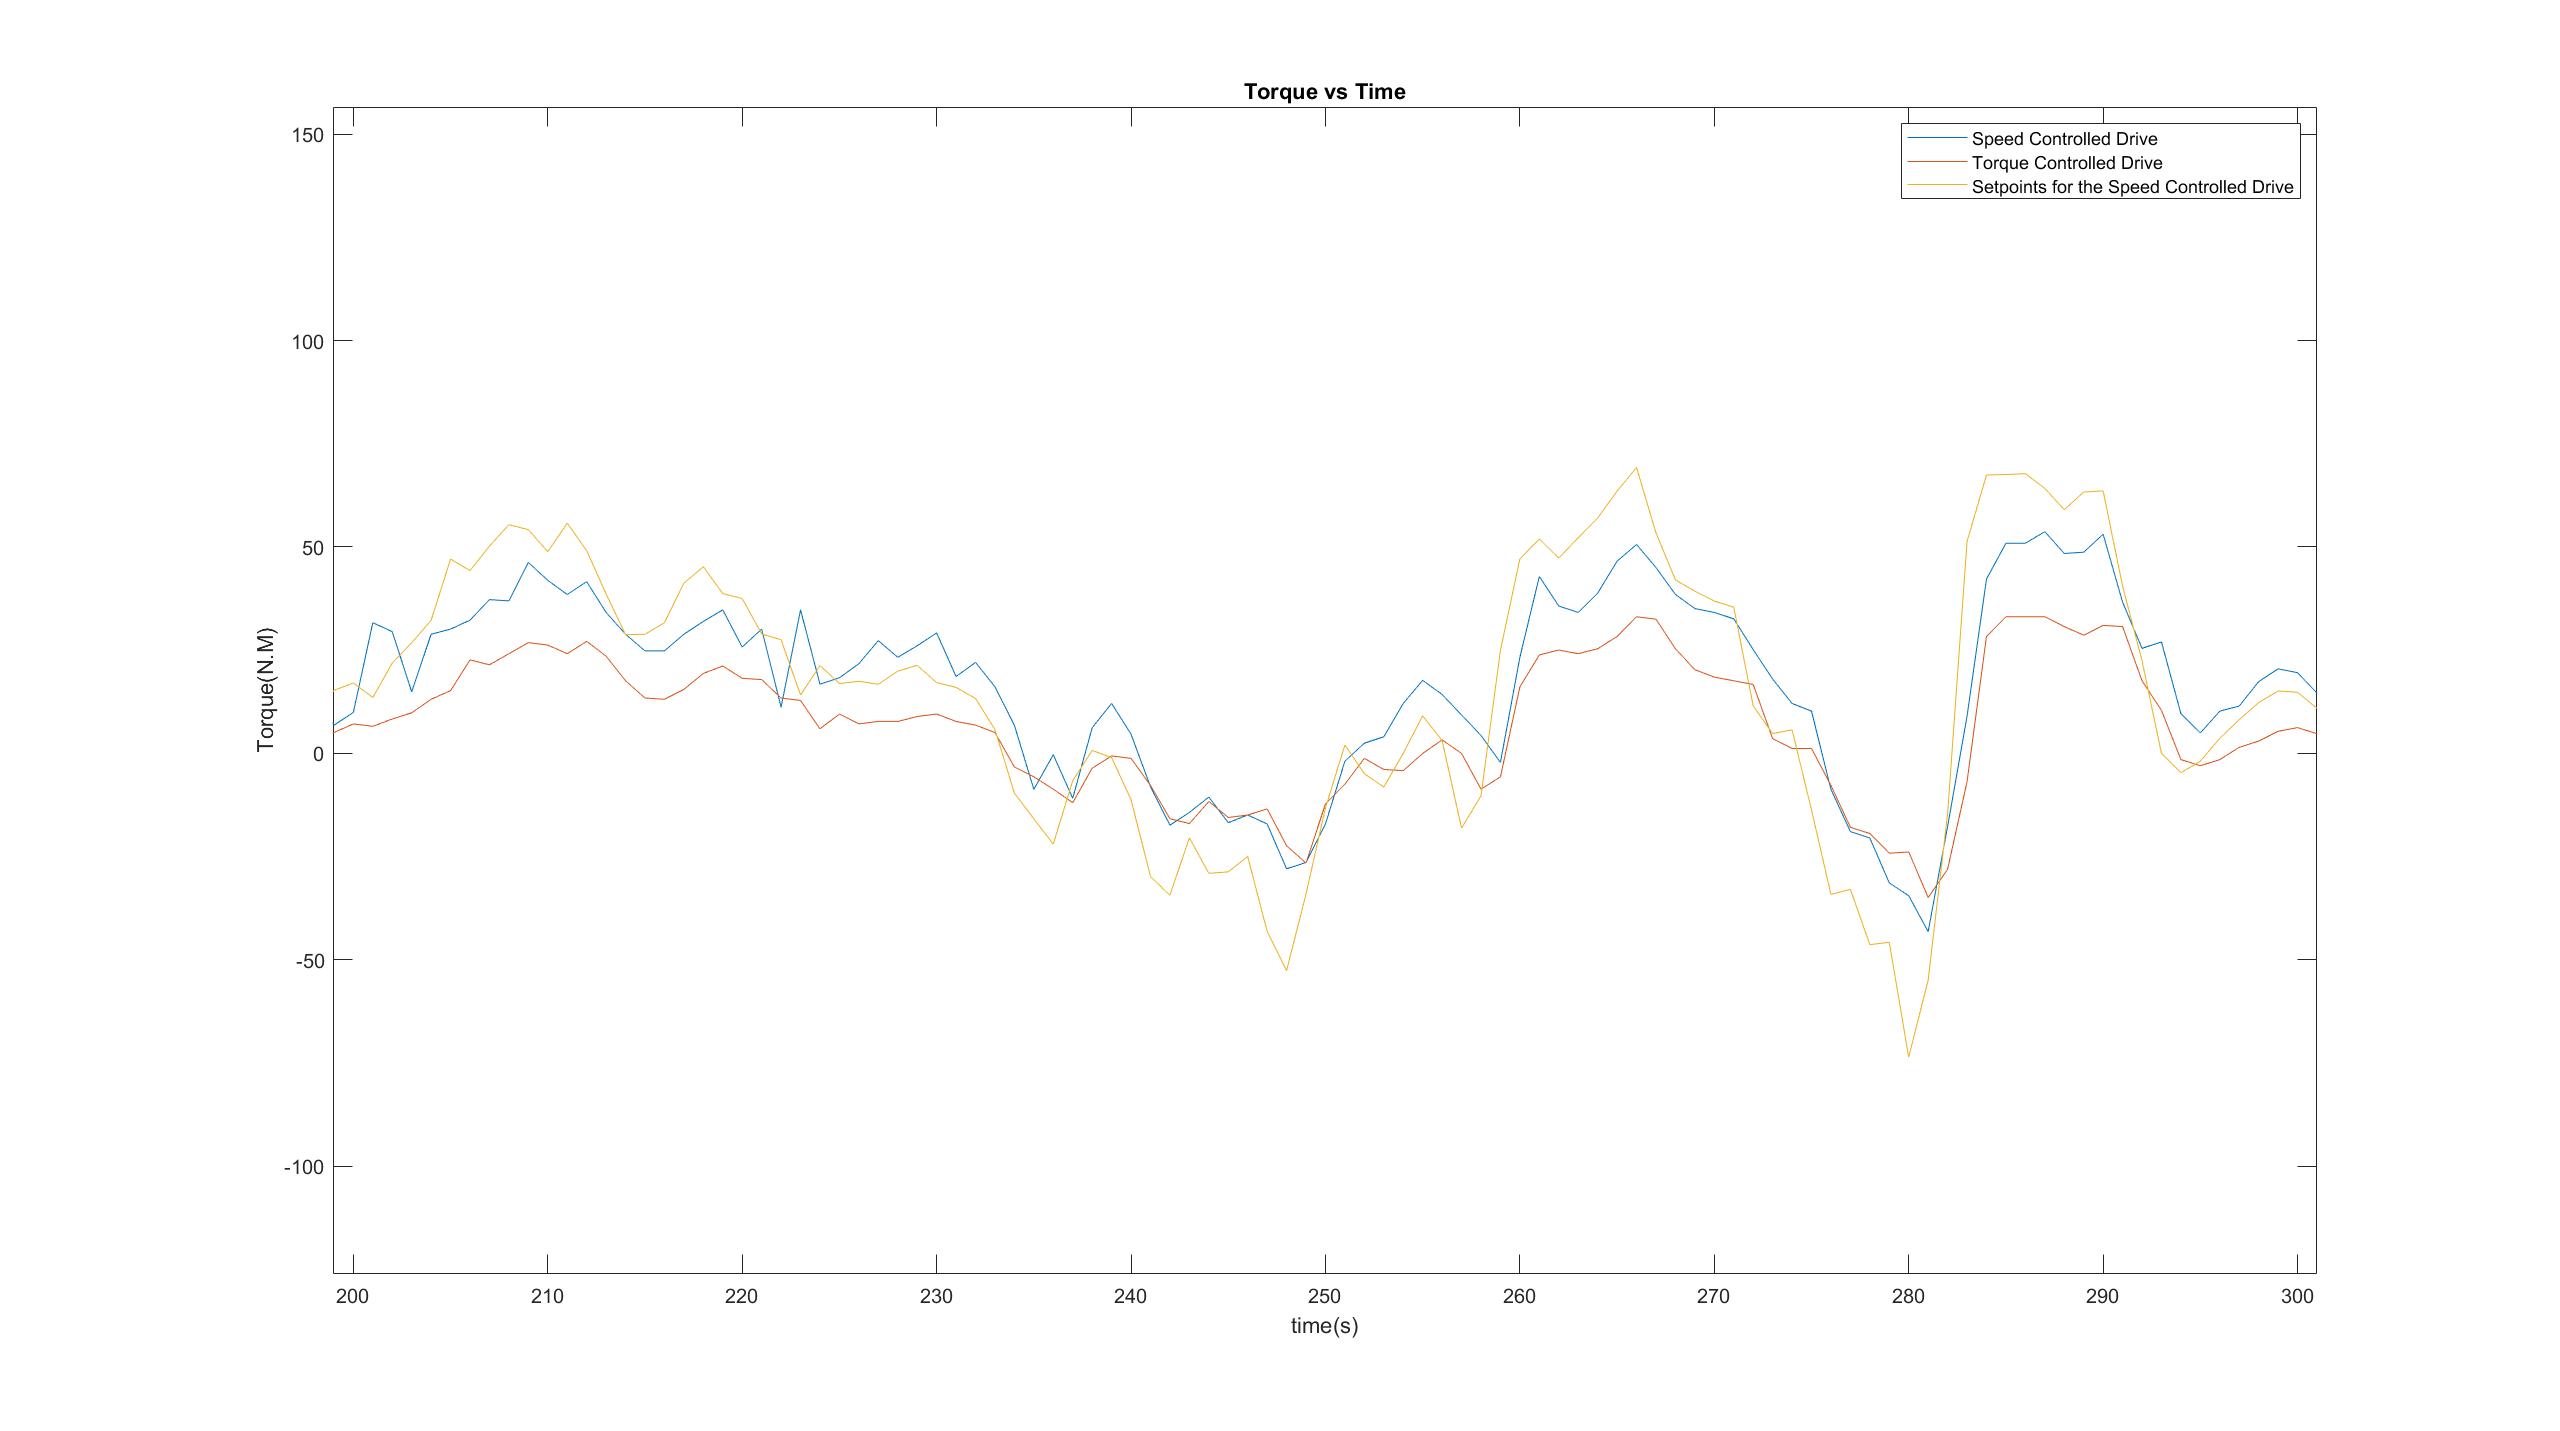 Torque vs Time
150
100
50
0
-50
-100
Torque(N.M)
Speed Controlled Drive
Torque Controlled Drive
Setpoints for the Speed Controlled Drive
200 210 220 230 240 250 260 270 280 290 300
time(s)